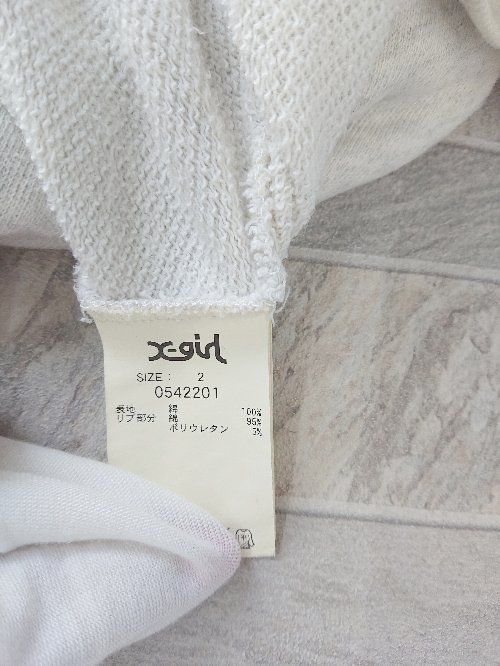 x-girl
SIZE: 2
0542201
表地 綿 100%
リブ部分 綿 95%
ポリウレタン 5%